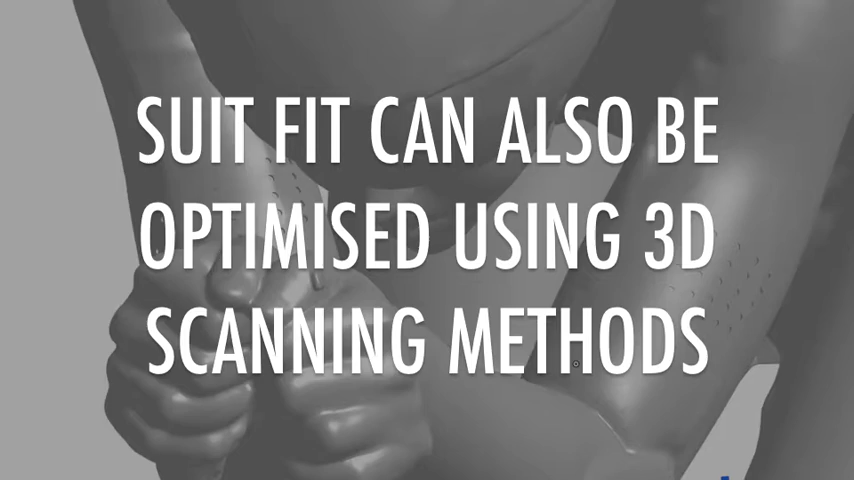 SUIT FIT CAN ALSO BE
OPTIMISED USING 3D
SCANNING METHODS